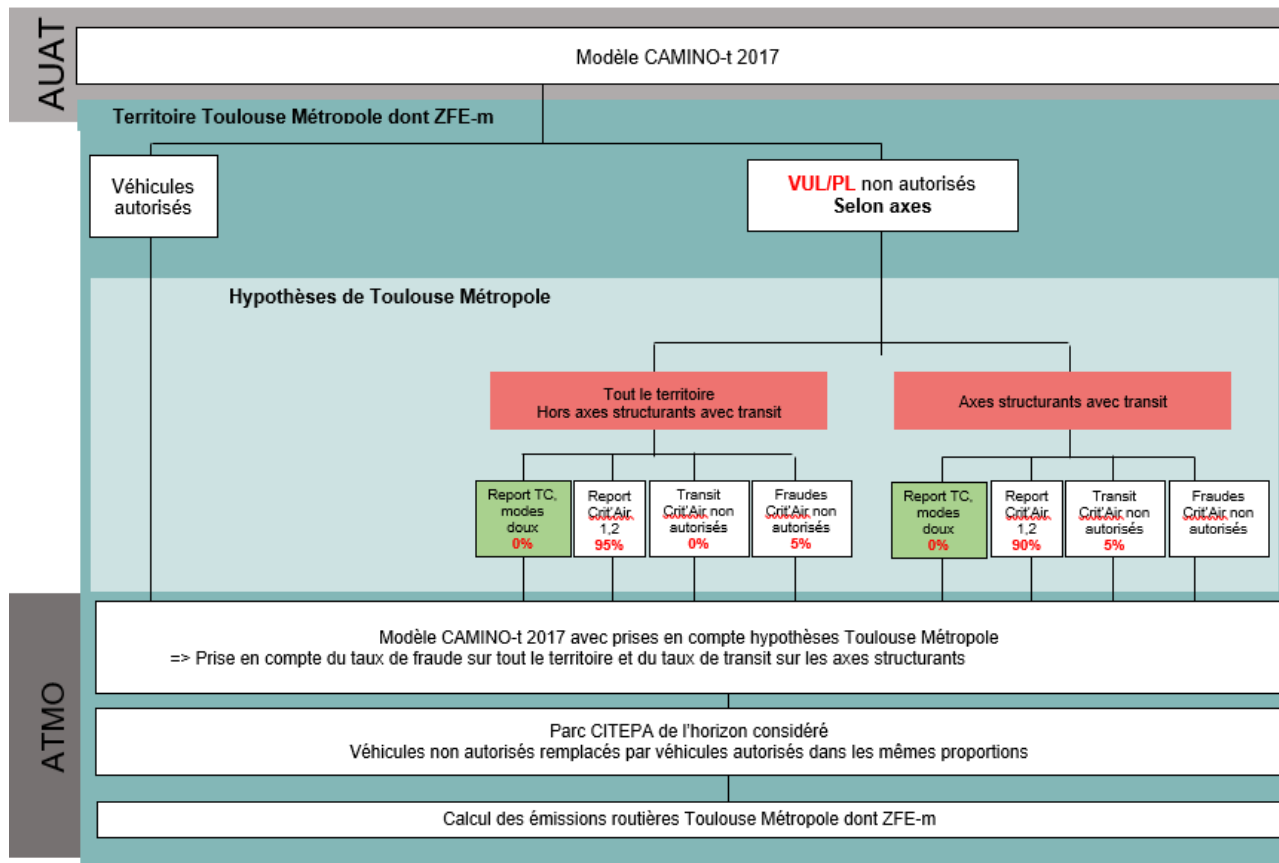 AUAT
Modèle CAMINO-t 2017
Territoire Toulouse Métropole dont ZFE-m
Véhicules
autorisés
VUL/PL non autorisés
Selon axes
Hypothèses de Toulouse Métropole
Tout le territoire
Hors axes structurants avec transit
Axes structurants avec transit
Report TC,
modes
doux
0%
Report
Crit'Air
1,2
95%
Transit
Crit'Air non
autorisés
0%
Fraudes
Crit'Air non
autorisés
5%
Report TC,
modes
doux
0%
Report
Crit'Air
1,2
90%
Transit
Crit'Air non
autorisés
5%
Fraudes
Crit'Air non
autorisés
ATMO
Modèle CAMINO-t 2017 avec prises en compte hypothèses Toulouse Métropole
=> Prise en compte du taux de fraude sur tout le territoire et du taux de transit sur les axes structurants
Parc CITEPA de l'horizon considéré
Véhicules non autorisés remplacés par véhicules autorisés dans les mêmes proportions
Calcul des émissions routières Toulouse Métropole dont ZFE-m